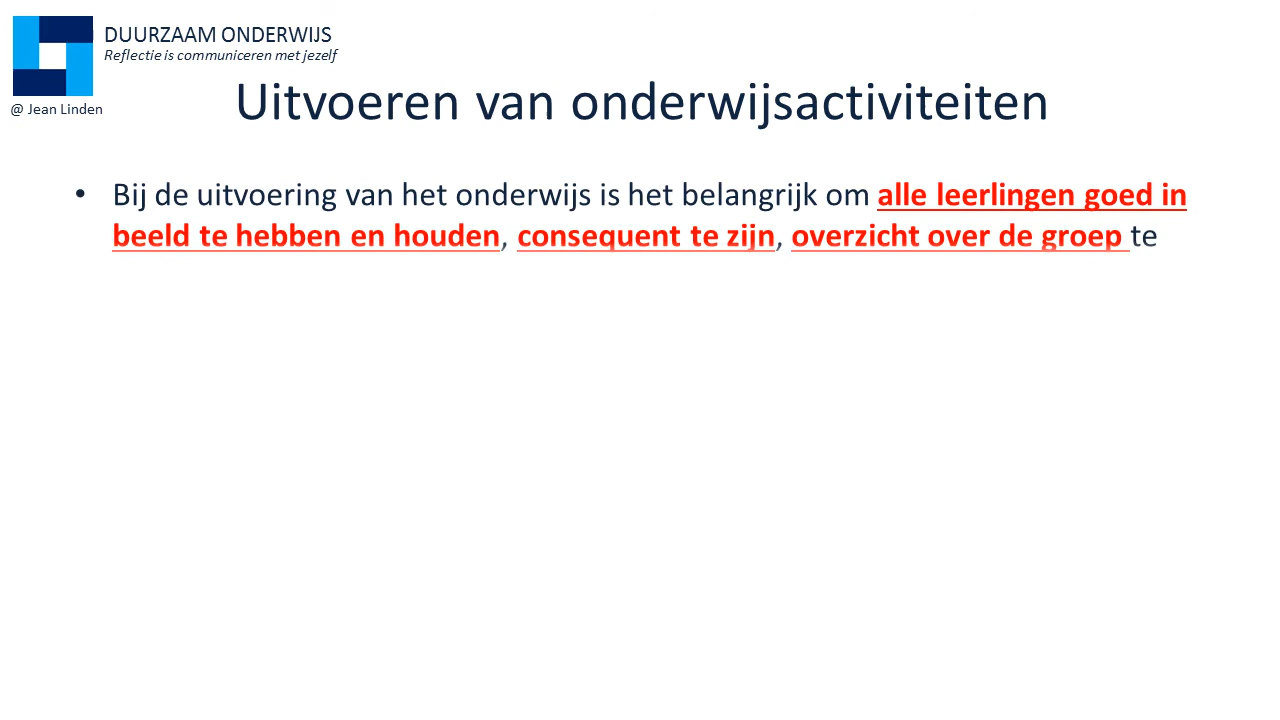 DUURZAAM ONDERWIJS
Reflectie is communiceren met jezelf
@ Jean Linden
Uitvoeren van onderwijsactiviteiten
• Bij de uitvoering van het onderwijs is het belangrijk om alle leerlingen goed in
beeld te hebben en houden, consequent te zijn, overzicht over de groep te